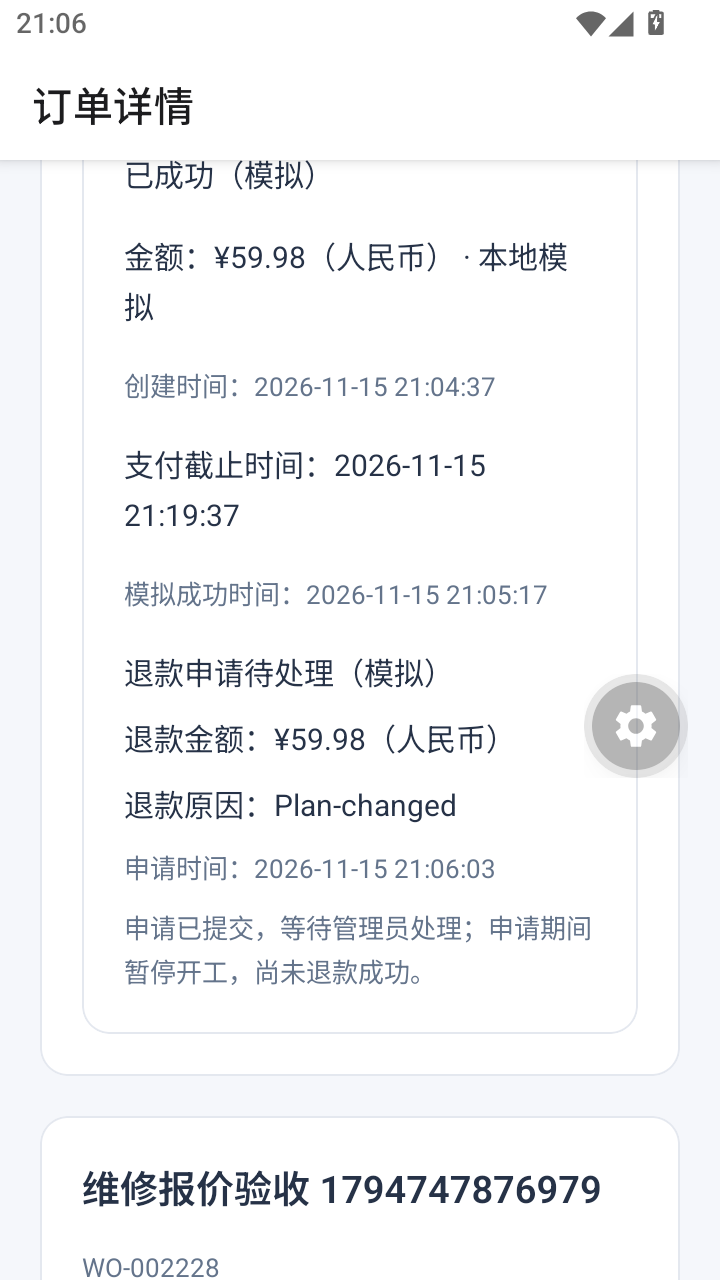 21:06
订单详情
已成功（模拟）
金额：¥59.98（人民币） · 本地模
拟
创建时间：2026-11-15 21:04:37
支付截止时间：2026-11-15
21:19:37
模拟成功时间：2026-11-15 21:05:17
退款申请待处理（模拟）
退款金额：¥59.98（人民币）
退款原因：Plan-changed
申请时间：2026-11-15 21:06:03
申请已提交，等待管理员处理；申请期间
暂停开工，尚未退款成功。
维修报价验收 1794747876979
WO-002228